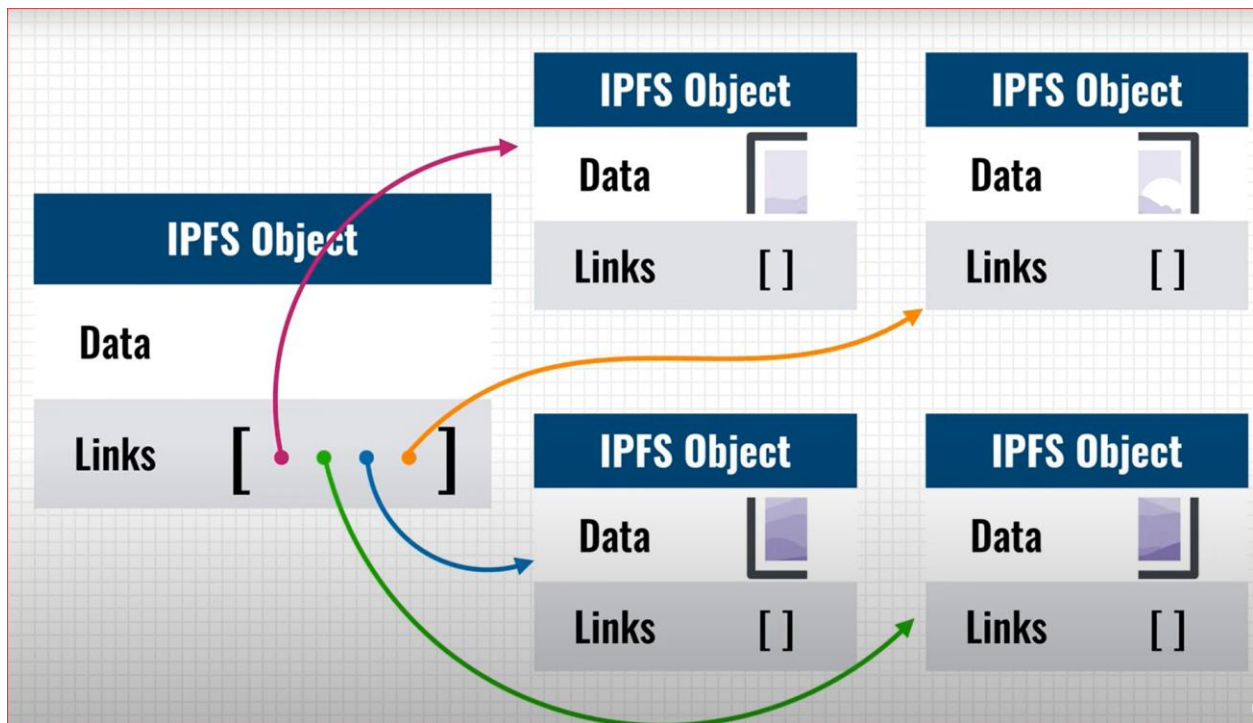 IPFS Object
Data
Links [ ]
IPFS Object
Data
Links [ ]
IPFS Object
Data
Links [ ]
IPFS Object
Data
Links [ ]
IPFS Object
Data
Links [ ]